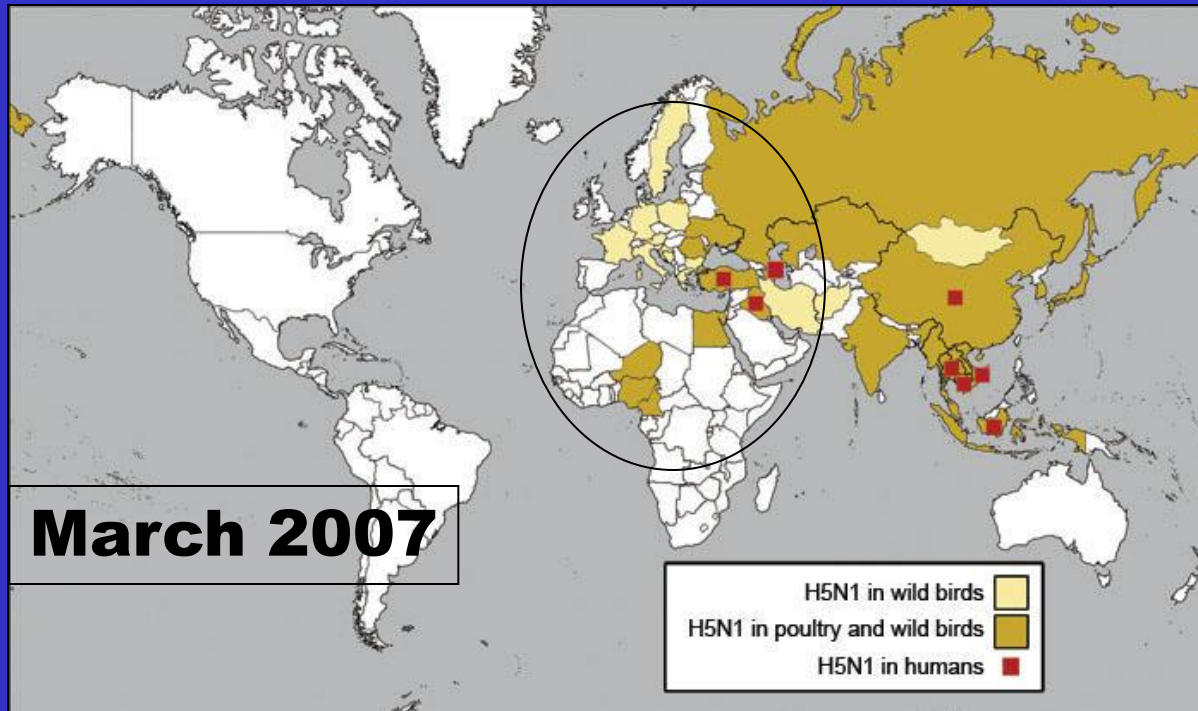 March 2007
H5N1 in wild birds
H5N1 in poultry and wild birds
H5N1 in humans